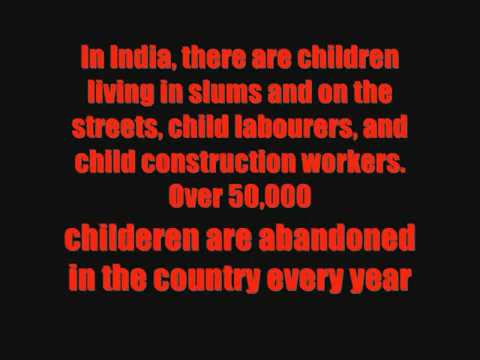 In India, there are children
living in slums and on the
streets, child labourers, and
child construction workers.
Over 50,000
childeren are abandoned
in the country every year